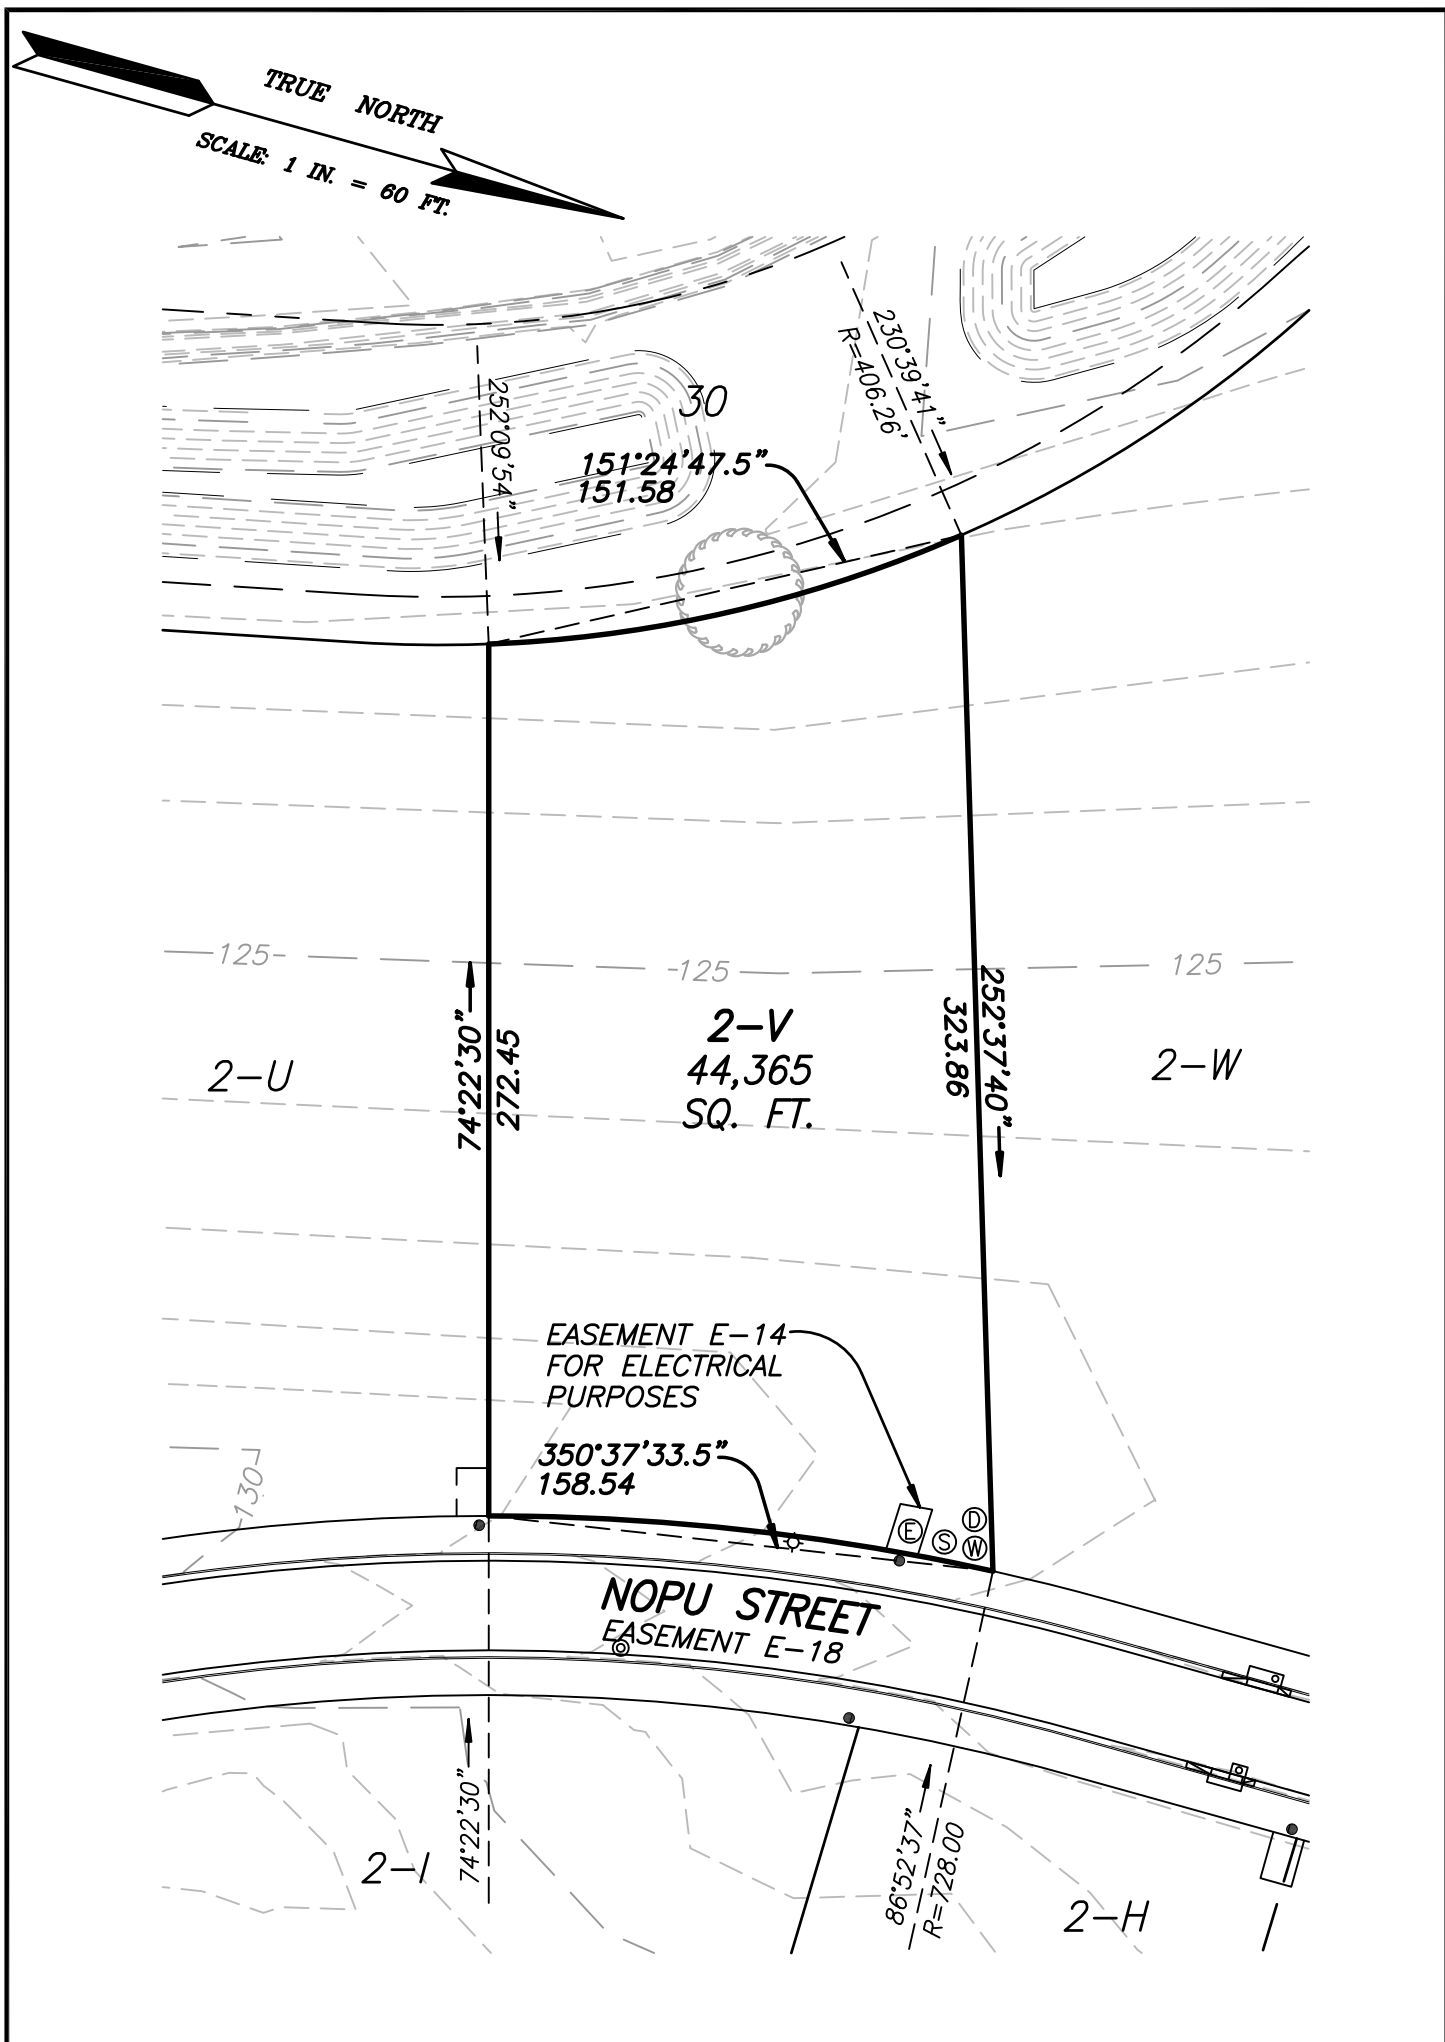 TRUE NORTH
SCALE: 1 IN. = 60 FT.
230°39'41"
R=406.26'
252°09'54"
30
151°24'47.5"
151.58
125
125
125
2-V
44,365
SQ. FT.
2-U
74°22'30"
272.45
252°37'40"
323.86
2-W
EASEMENT E-14
FOR ELECTRICAL
PURPOSES
350°37'33.5"
158.54
130
E
S
D
W
NOPU STREET
EASEMENT E-18
2-I
74°22'30"
86°52'37"
R=728.00
2-H